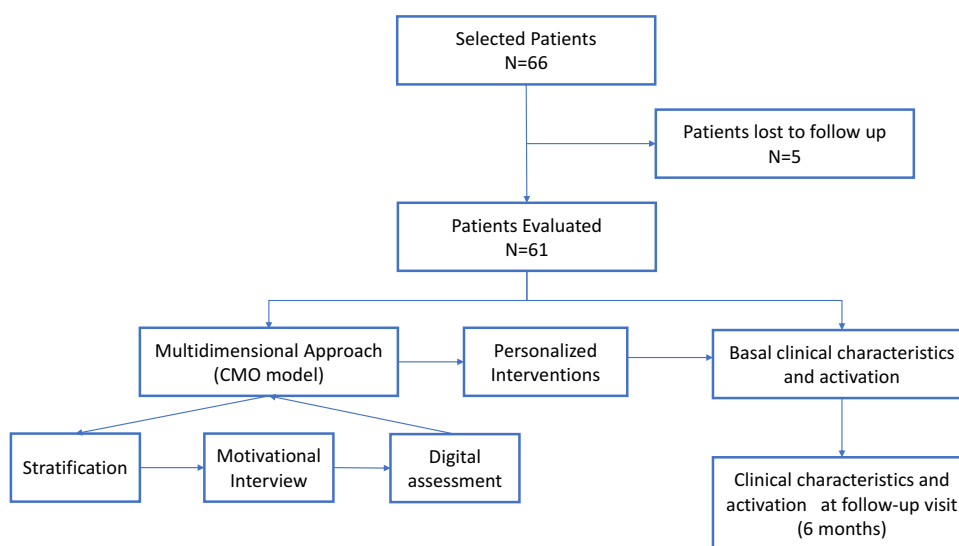 Selected Patients
N=66
Patients lost to follow up
N=5
Patients Evaluated
N=61
Multidimensional Approach
(CMO model)
Personalized
Interventions
Basal clinical characteristics
and activation
Stratification
Motivational
Interview
Digital
assessment
Clinical characteristics and
activation at follow-up visit
(6 months)